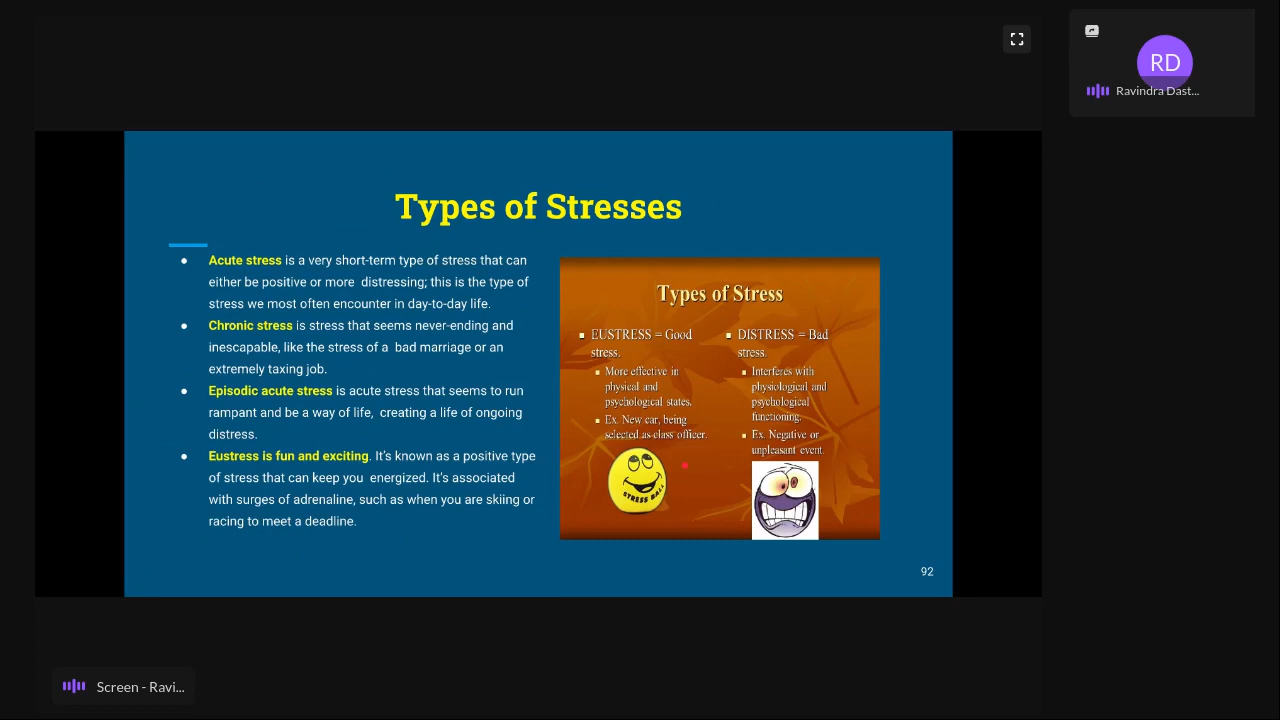 RD
Ravindra Dast...
Types of Stresses
● Acute stress is a very short-term type of stress that can
either be positive or more distressing; this is the type of
stress we most often encounter in day-to-day life.
● Chronic stress is stress that seems never-ending and
inescapable, like the stress of a bad marriage or an
extremely taxing job.
● Episodic acute stress is acute stress that seems to run
rampant and be a way of life, creating a life of ongoing
distress.
● Eustress is fun and exciting. It's known as a positive type
of stress that can keep you energized. It's associated
with surges of adrenaline, such as when you are skiing or
racing to meet a deadline.
Types of Stress
▪ EUSTRESS = Good
stress.
▪ More effective in
physical and
psychological states.
▪ Ex. New car, being
selected as class officer.
STRESS BALL
▪ DISTRESS = Bad
stress.
▪ Interferes with
physiological and
psychological
functioning.
▪ Ex. Negative or
unpleasant event.
92
Screen - Ravi...